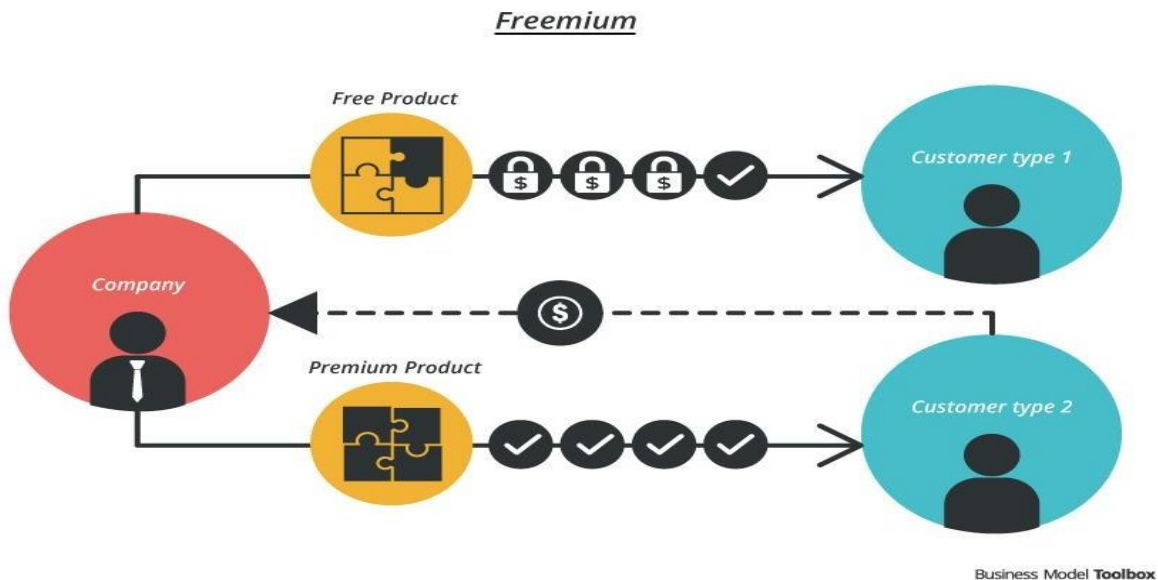 Freemium
Free Product
Customer type 1
$ $ $
Company
$
Premium Product
Customer type 2
Business Model Toolbox